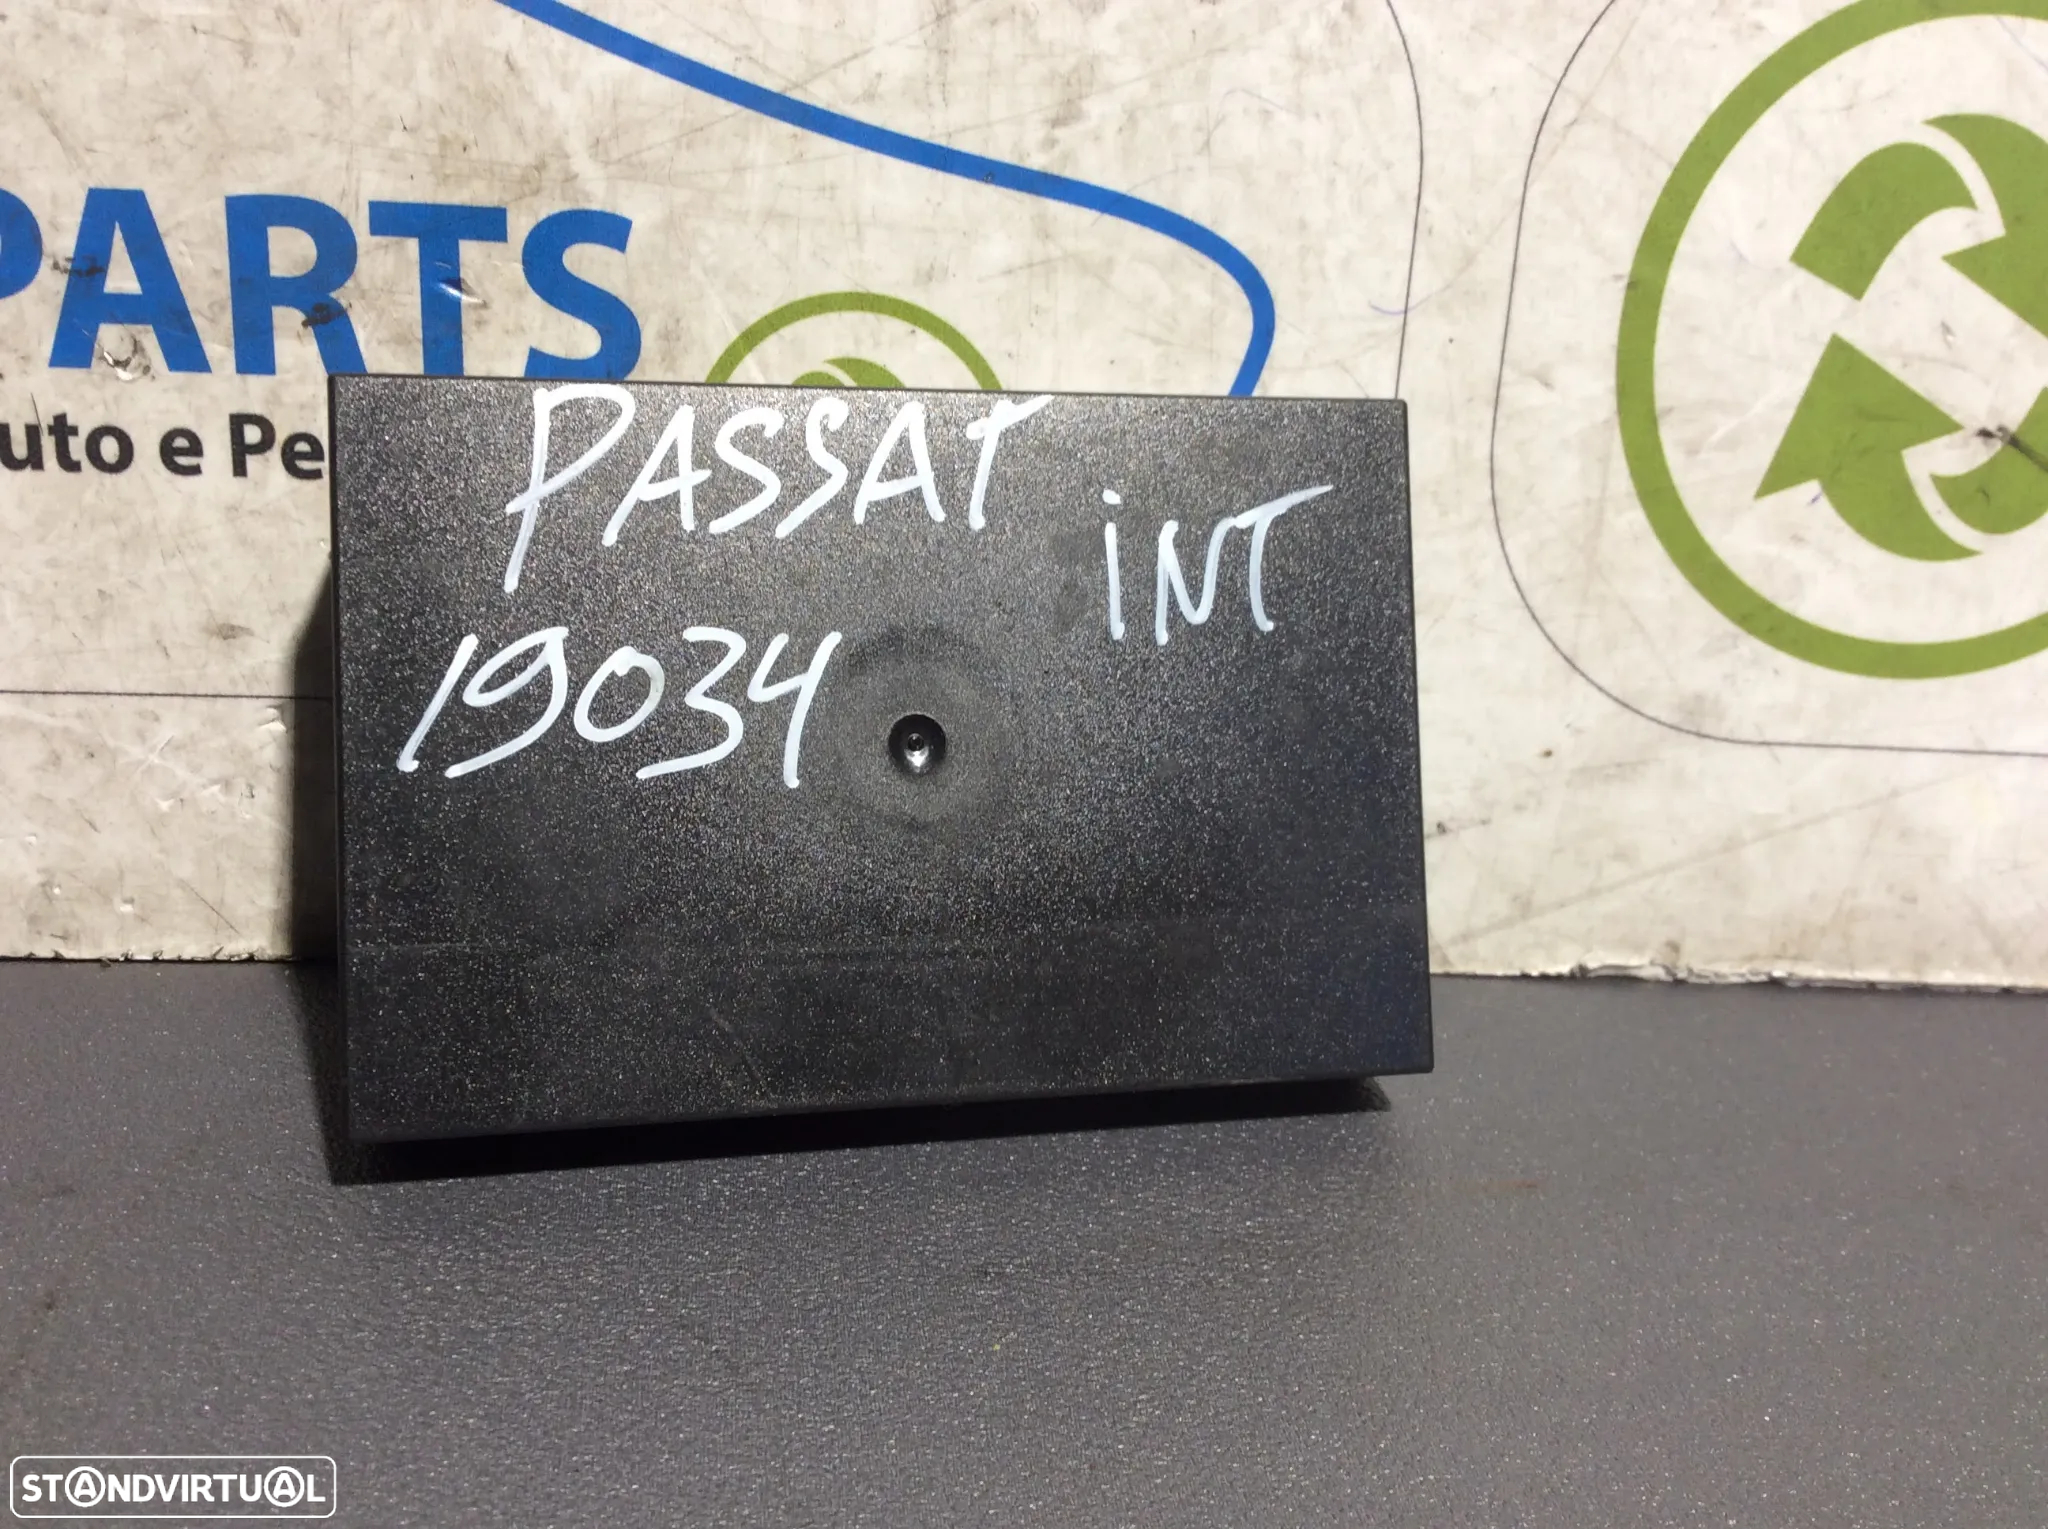 PARTS
uto e Pe
PASSAT
iNT
19034
STANDVIRTUAL